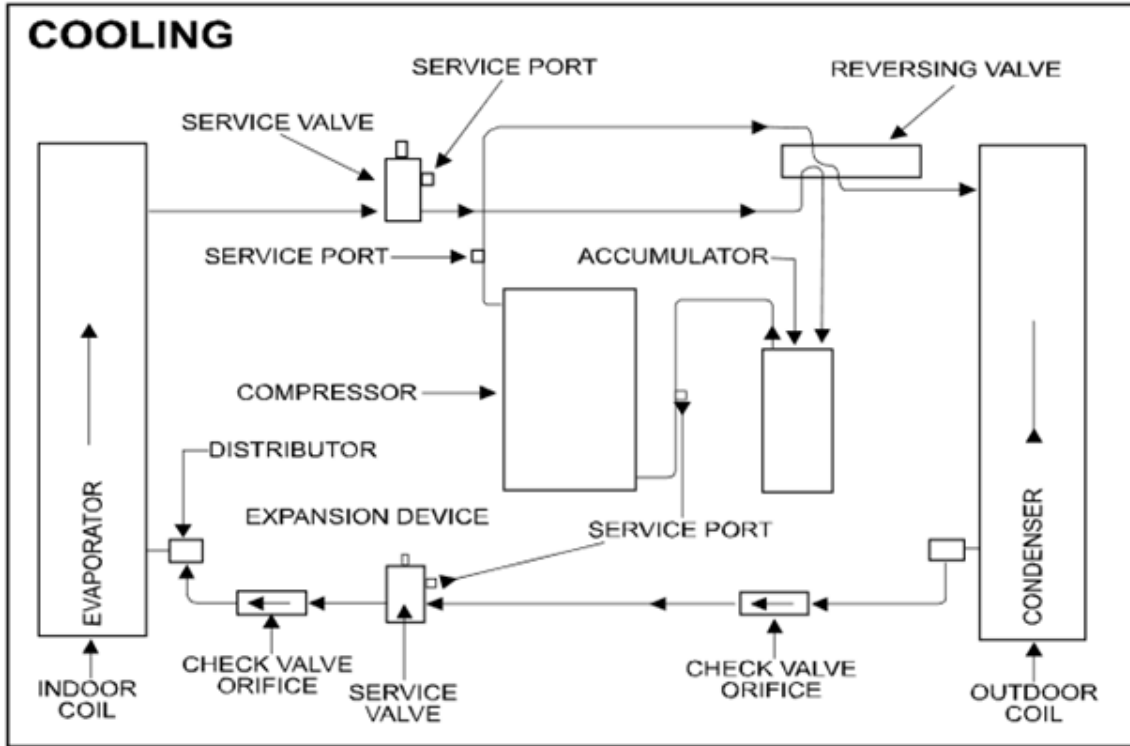 COOLING
SERVICE PORT
REVERSING VALVE
SERVICE VALVE
SERVICE PORT
ACCUMULATOR
COMPRESSOR
DISTRIBUTOR
EXPANSION DEVICE
SERVICE PORT
EVAPORATOR
CONDENSER
CHECK VALVE
ORIFICE
CHECK VALVE
ORIFICE
INDOOR
COIL
SERVICE
VALVE
OUTDOOR
COIL